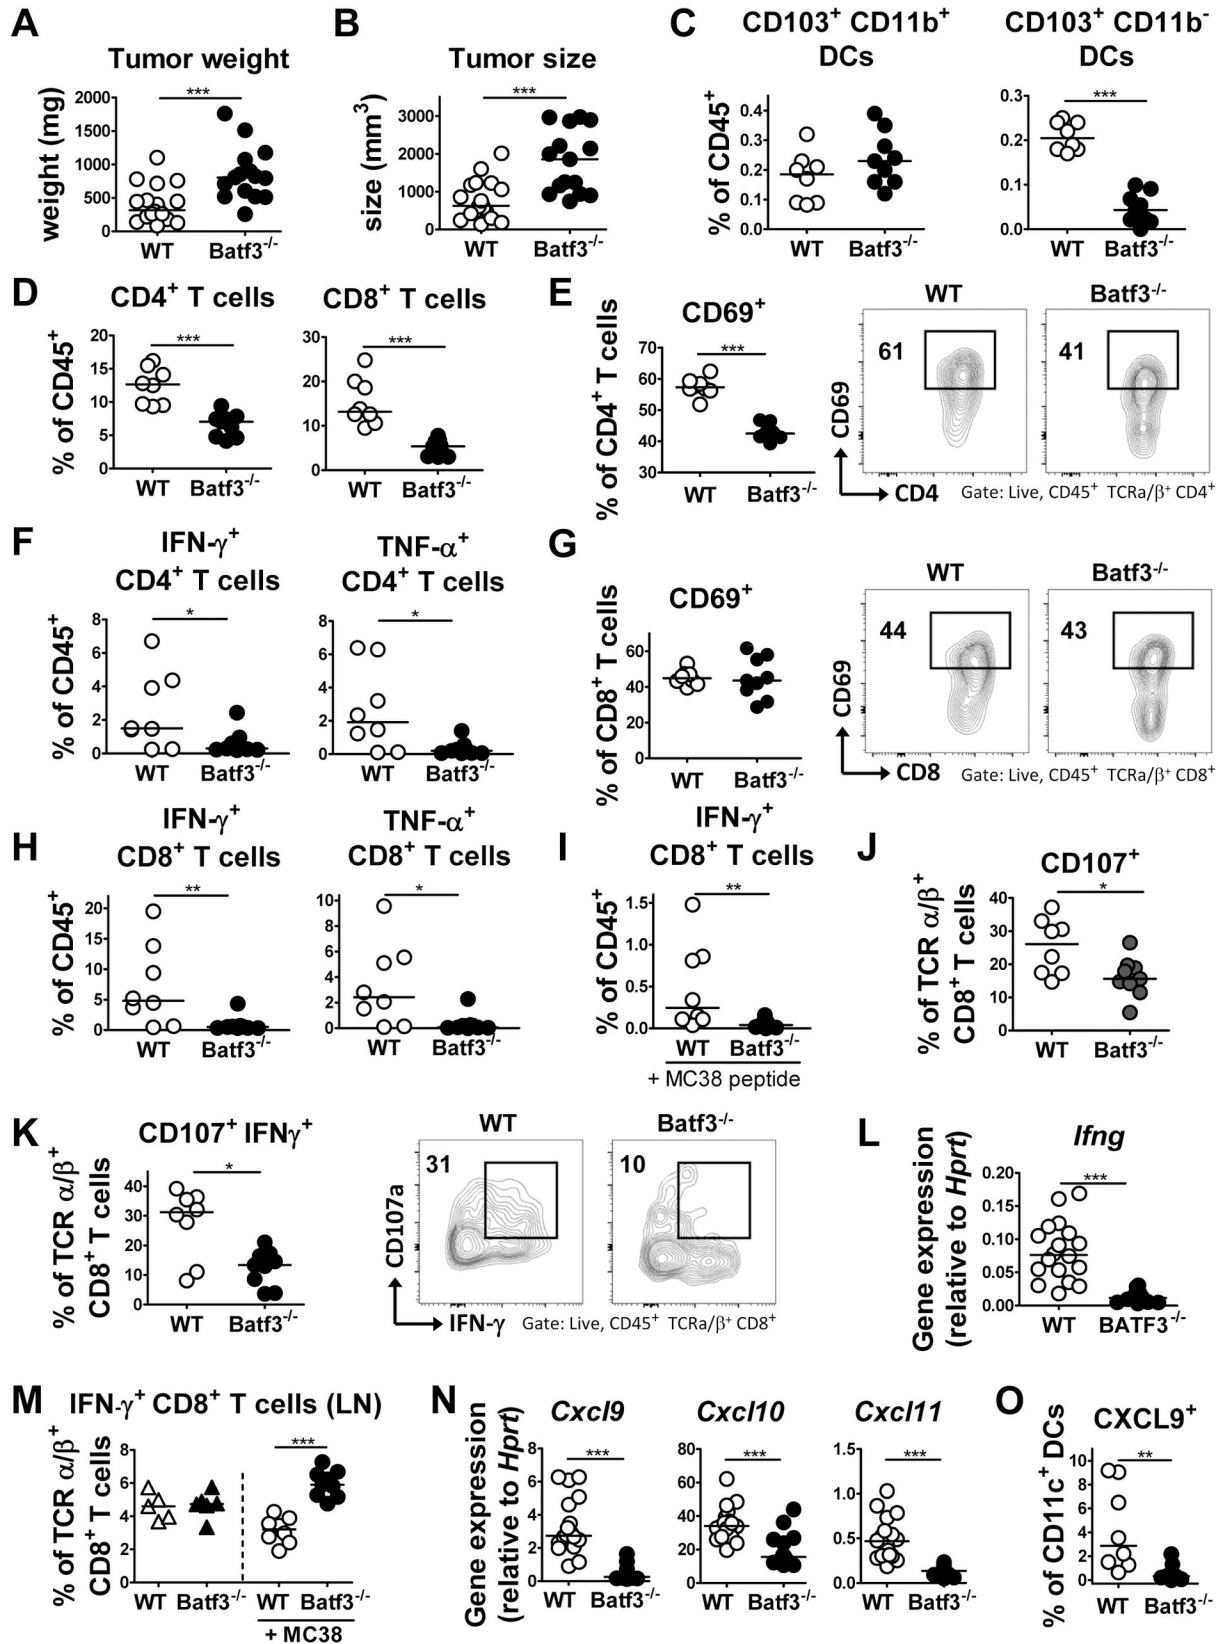 A
Tumor weight
weight (mg)
***
2000
1500
1000
500
0
WT
Batf3-/-
B
Tumor size
size (mm3)
***
3000
2000
1000
0
WT
Batf3-/-
C
CD103+ CD11b+
DCs
% of CD45+
0.4
0.3
0.2
0.1
0.0
WT
Batf3-/-
CD103+ CD11b-
DCs
***
0.3
0.2
0.1
0.0
WT
Batf3-/-
D
CD4+ T cells
% of CD45+
***
20
15
10
5
0
WT
Batf3-/-
CD8+ T cells
***
30
20
10
0
WT
Batf3-/-
E
CD69+
% of CD4+ T cells
***
70
60
50
40
30
WT
Batf3-/-
WT
61
Batf3-/-
41
CD69
CD4
Gate: Live, CD45+ TCRa/β+ CD4+
F
IFN-γ+
CD4+ T cells
% of CD45+
*
8
6
4
2
0
WT
Batf3-/-
TNF-α+
CD4+ T cells
*
8
6
4
2
0
WT
Batf3-/-
G
CD69+
% of CD8+ T cells
60
40
20
0
WT
Batf3-/-
WT
44
Batf3-/-
43
CD69
CD8
Gate: Live, CD45+ TCRa/β+ CD8+
H
IFN-γ+
CD8+ T cells
% of CD45+
**
20
15
10
5
0
WT
Batf3-/-
TNF-α+
CD8+ T cells
*
10
8
6
4
2
0
WT
Batf3-/-
I
IFN-γ+
CD8+ T cells
% of CD45+
**
1.5
1.0
0.5
0.0
WT
Batf3-/-
+ MC38 peptide
J
CD107+
% of TCR α/β+
CD8+ T cells
*
40
30
20
10
0
WT
Batf3-/-
K
CD107+ IFNγ+
% of TCR α/β+
CD8+ T cells
*
40
30
20
10
0
WT
Batf3-/-
WT
31
Batf3-/-
10
CD107a
IFN-γ
Gate: Live, CD45+ TCRa/β+ CD8+
L
Ifng
Gene expression
(relative to Hprt)
***
0.20
0.15
0.10
0.05
0.00
WT
BATF3-/-
M
IFN-γ+ CD8+ T cells (LN)
% of TCR α/β+
CD8+ T cells
***
8
6
4
2
0
WT
Batf3-/-
WT
Batf3-/-
+ MC38
N
Gene expression
(relative to Hprt)
Cxcl9
***
8
6
4
2
0
WT
Batf3-/-
Cxcl10
***
80
60
40
20
0
WT
Batf3-/-
Cxcl11
***
1.5
1.0
0.5
0.0
WT
Batf3-/-
O
CXCL9+
% of CD11c+ DCs
**
10
8
6
4
2
0
WT
Batf3-/-